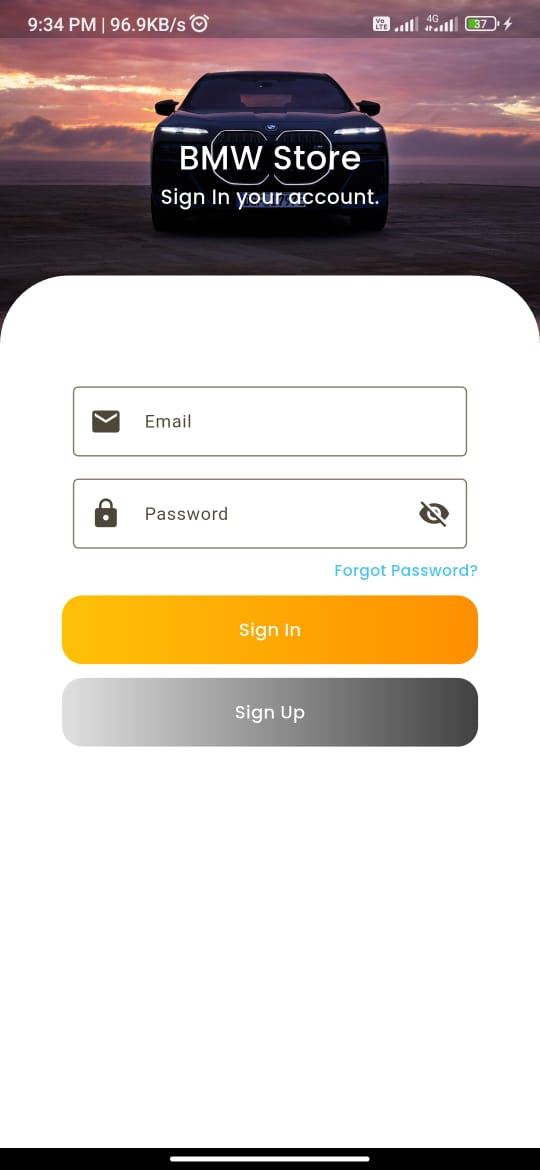 9:34 PM | 96.9KB/s
Vo
LTE
4G
37
BMW Store
Sign In your account.
Email
Password
Forgot Password?
Sign In
Sign Up